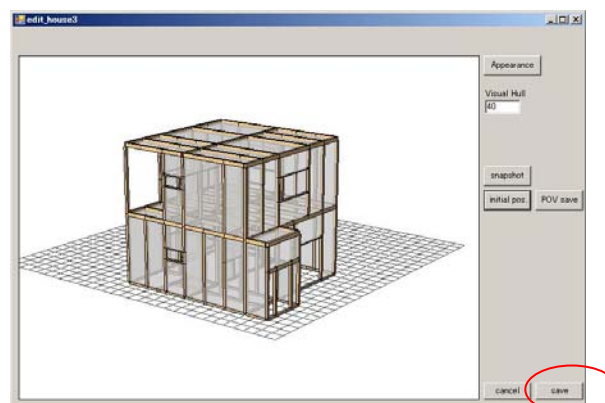 edit_house3
Appearance
Visual Hull
40
snapshot
initial pos.
POV save
cancel
save